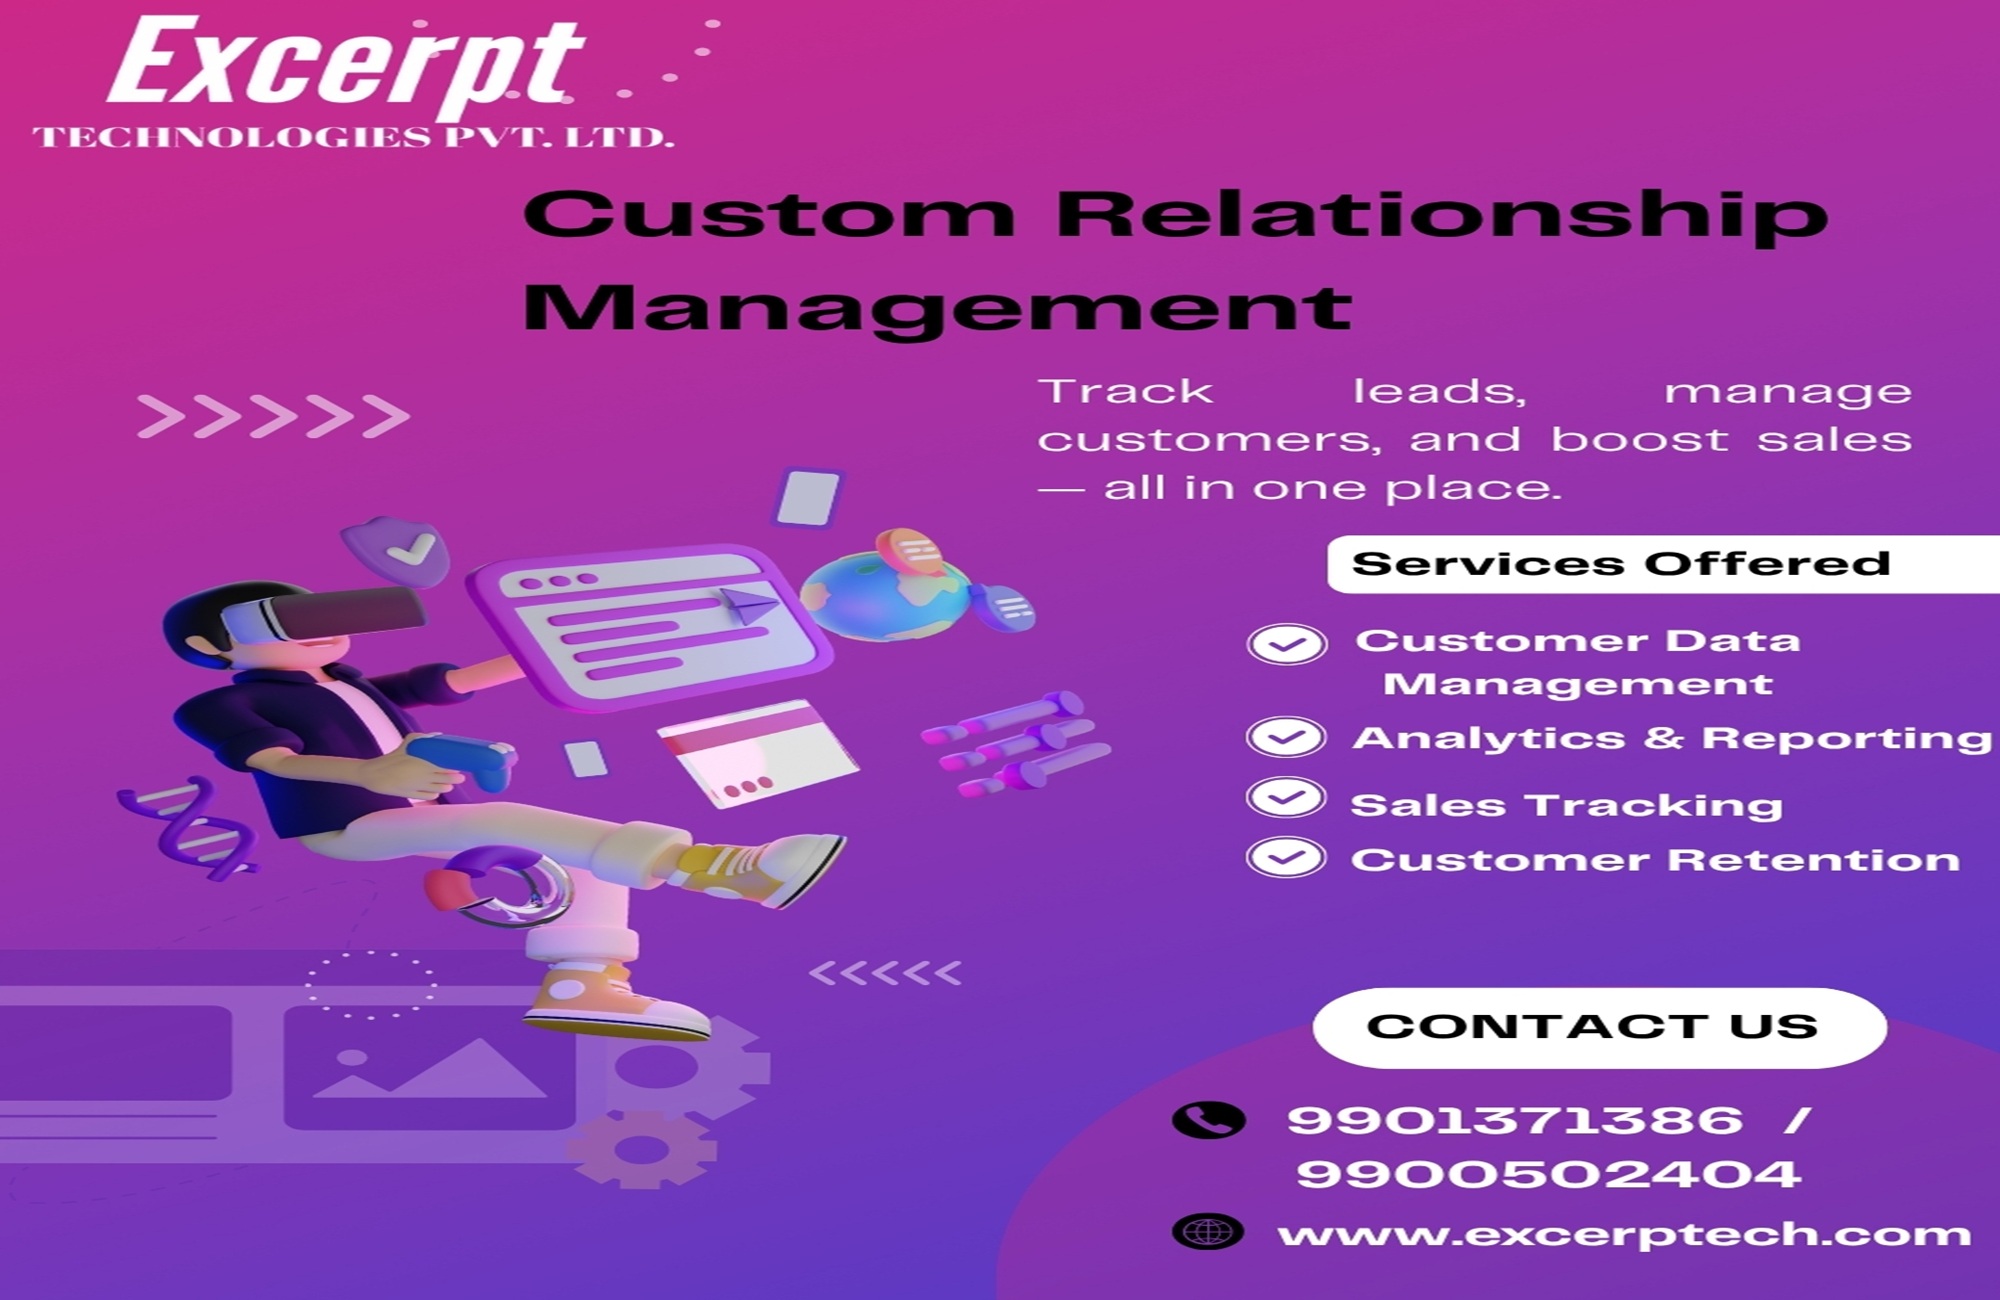 Excerpt
TECHNOLOGIES PVT. LTD.
Custom Relationship
Management
Track leads, manage
customers, and boost sales
— all in one place.
Services Offered
Customer Data
Management
Analytics & Reporting
Sales Tracking
Customer Retention
CONTACT US
9901371386 /
9900502404
www.excerptech.com